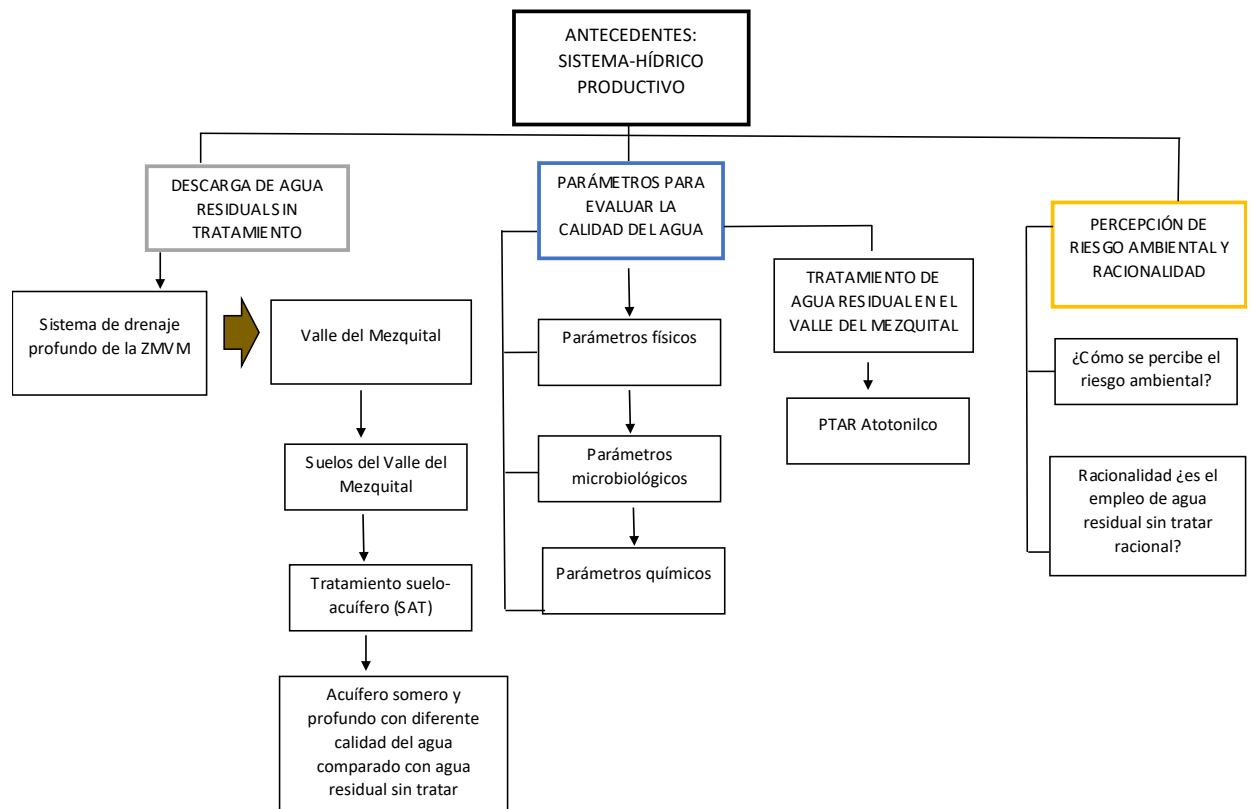 ANTECEDENTES:
SISTEMA-HÍDRICO
PRODUCTIVO
DESCARGA DE AGUA
RESIDUAL SIN
TRATAMIENTO
Sistema de drenaje
profundo de la ZMVM
Valle del Mezquital
Suelos del Valle del
Mezquital
Tratamiento suelo-
acuífero (SAT)
Acuífero somero y
profundo con diferente
calidad del agua
comparado con agua
residual sin tratar
PARÁMETROS PARA
EVALUAR LA
CALIDAD DEL AGUA
Parámetros físicos
Parámetros
microbiológicos
Parámetros químicos
TRATAMIENTO DE
AGUA RESIDUAL EN EL
VALLE DEL MEZQUITAL
PTAR Atotonilco
PERCEPCIÓN DE
RIESGO AMBIENTAL Y
RACIONALIDAD
¿Cómo se percibe el
riesgo ambiental?
Racionalidad ¿es el
empleo de agua
residual sin tratar
racional?